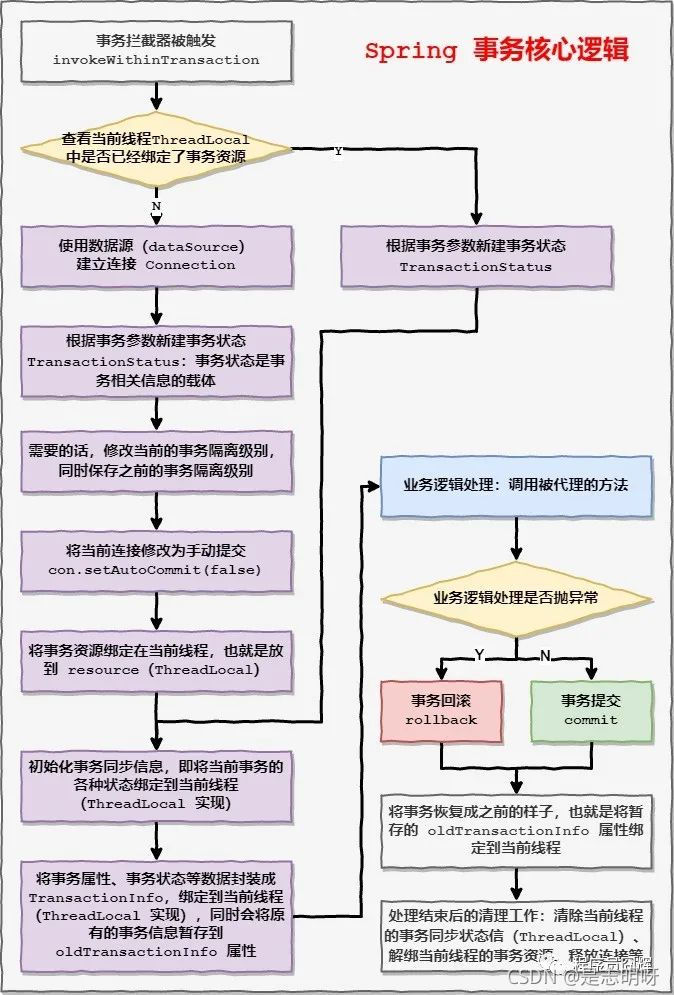 Spring 事务核心逻辑
事务拦截器被触发
invokeWithinTransaction
查看当前线程ThreadLocal
中是否已经绑定了事务资源
Y
N
使用数据源（dataSource）
建立连接 Connection
根据事务参数新建事务状态
TransactionStatus
根据事务参数新建事务状态
TransactionStatus：事务状态是事
务相关信息的载体
需要的话，修改当前的事务隔离级别，
同时保存之前的事务隔离级别
将当前连接修改为手动提交
con.setAutoCommit(false)
将事务资源绑定在当前线程，也就是放
到 resource（ThreadLocal）
初始化事务同步信息，即将当前事务的
各种状态绑定到当前线程
（ThreadLocal 实现）
将事务属性、事务状态等数据封装成
TransactionInfo，绑定到当前线程
（ThreadLocal 实现），同时会将原
有的事务信息暂存到
oldTransactionInfo 属性
业务逻辑处理：调用被代理的方法
业务逻辑处理是否抛异常
Y
N
事务回滚
rollback
事务提交
commit
将事务恢复成之前的样子，也就是将暂
存的 oldTransactionInfo 属性绑
定到当前线程
处理结束后的清理工作：清除当前线程
的事务同步状态信（ThreadLocal）、
解绑当前线程的事务资源、释放连接等
CSDN @是志明呀